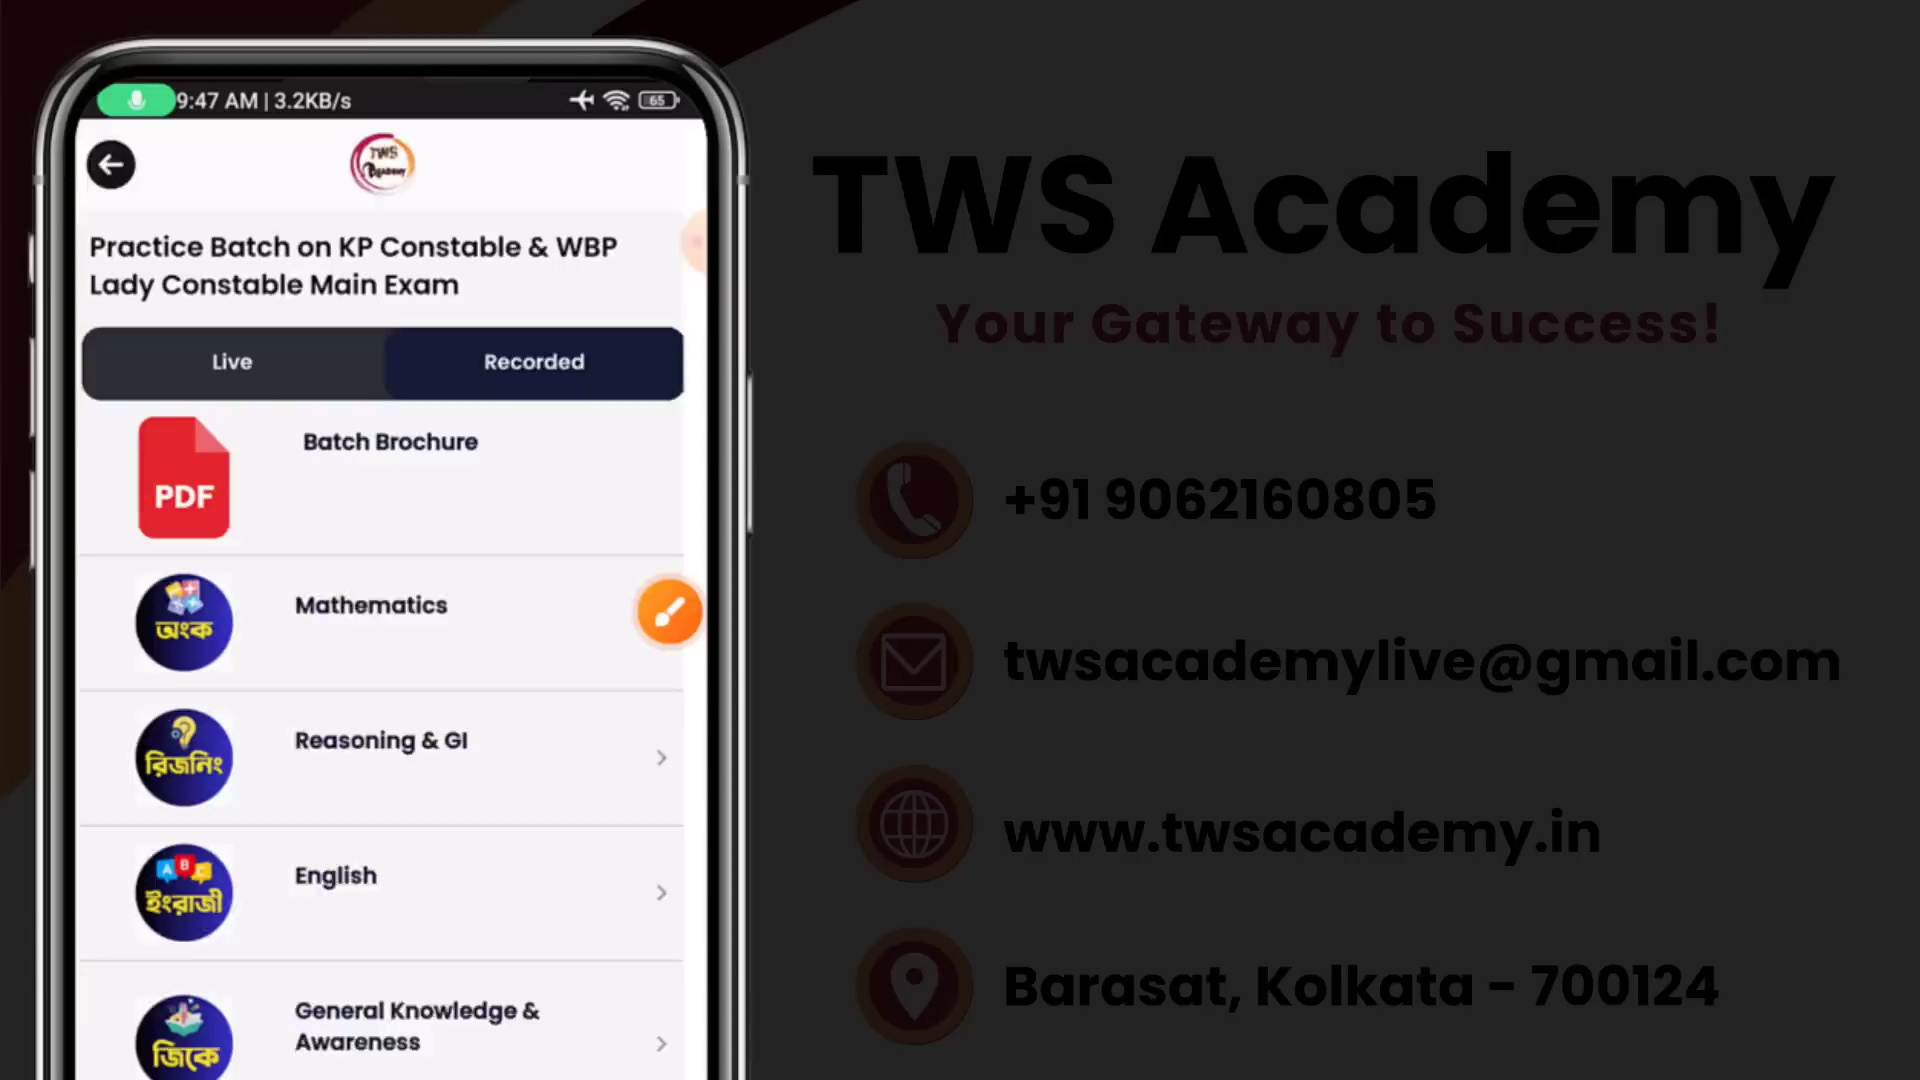 9:47 AM | 3.2KB/s
65
TWS
Academy
Practice Batch on KP Constable & WBP
Lady Constable Main Exam
Live
Recorded
PDF
Batch Brochure
অংক
Mathematics
রিজনিং
Reasoning & GI
A B C
ইংরাজী
English
জিকে
General Knowledge &
Awareness
TWS Academy
Your Gateway to Success!
+91 9062160805
twsacademylive@gmail.com
www.twsacademy.in
Barasat, Kolkata - 700124